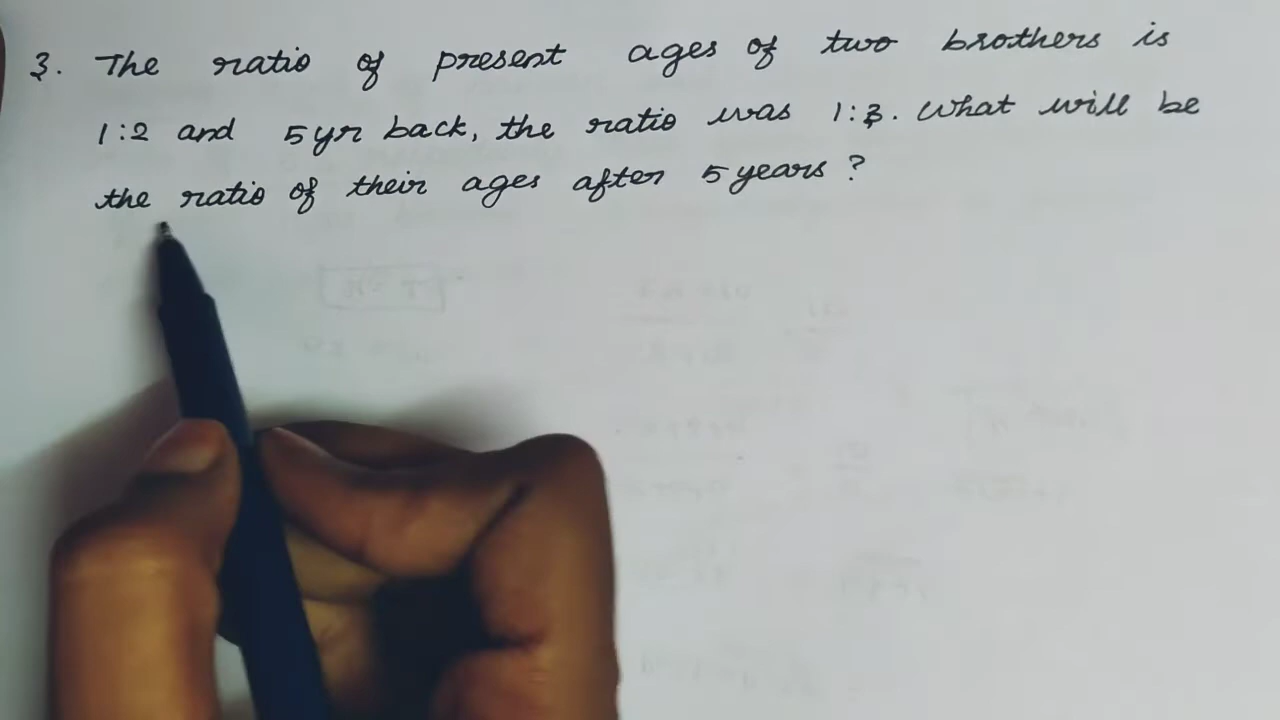 3. The ratio of present ages of two brothers is
1:2 and 5yr back, the ratio was 1:3. What will be
the ratio of their ages after 5 years?